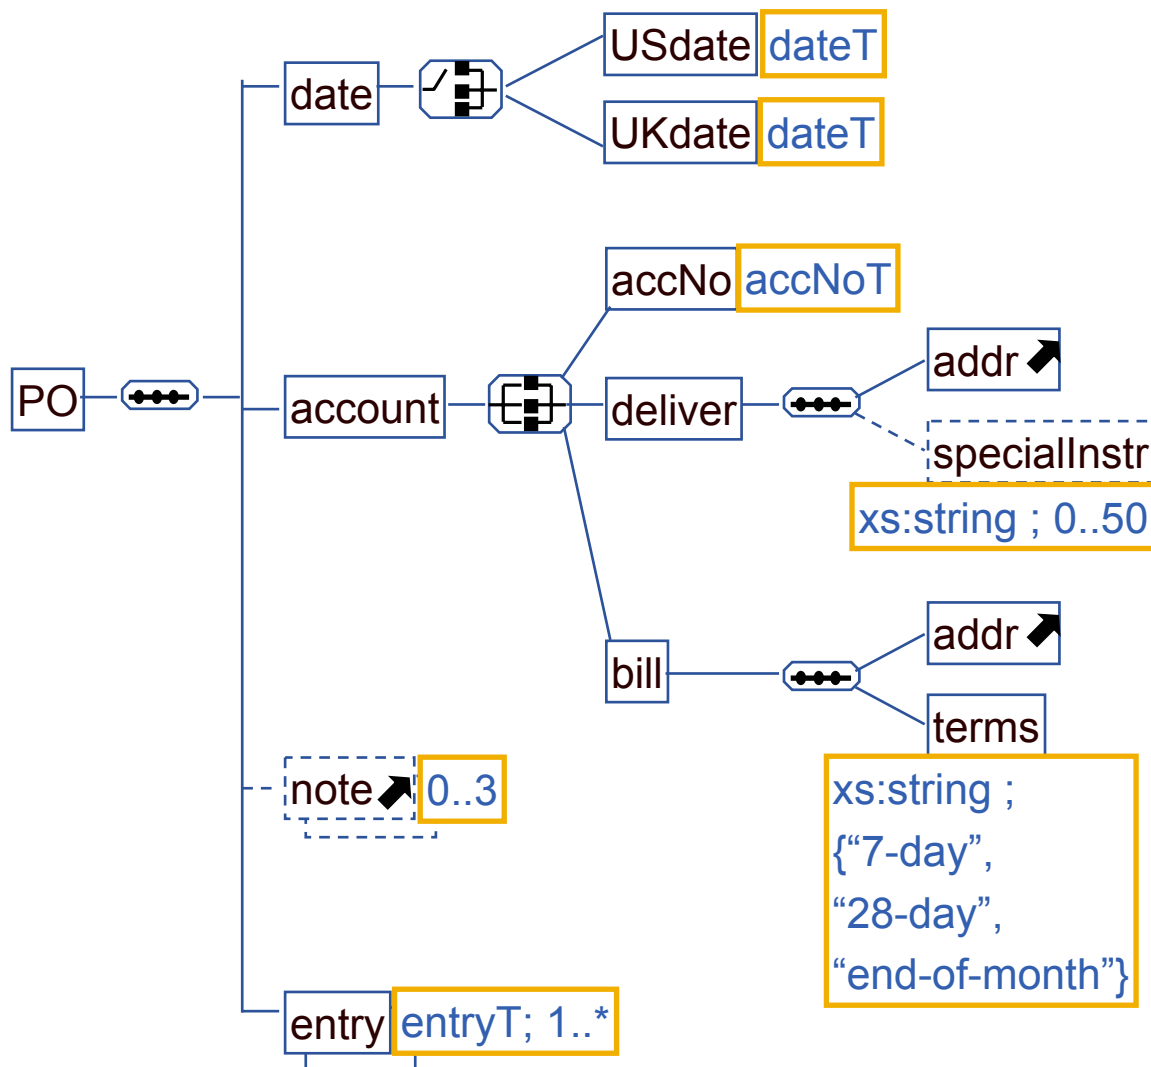 USdate dateT
date
UKdate dateT
accNo accNoT
addr
PO
account
deliver
specialInstr
xs:string ; 0..50
addr
bill
terms
note 0..3
xs:string ;
{“7-day”,
“28-day”,
“end-of-month”}
entry entryT; 1..*